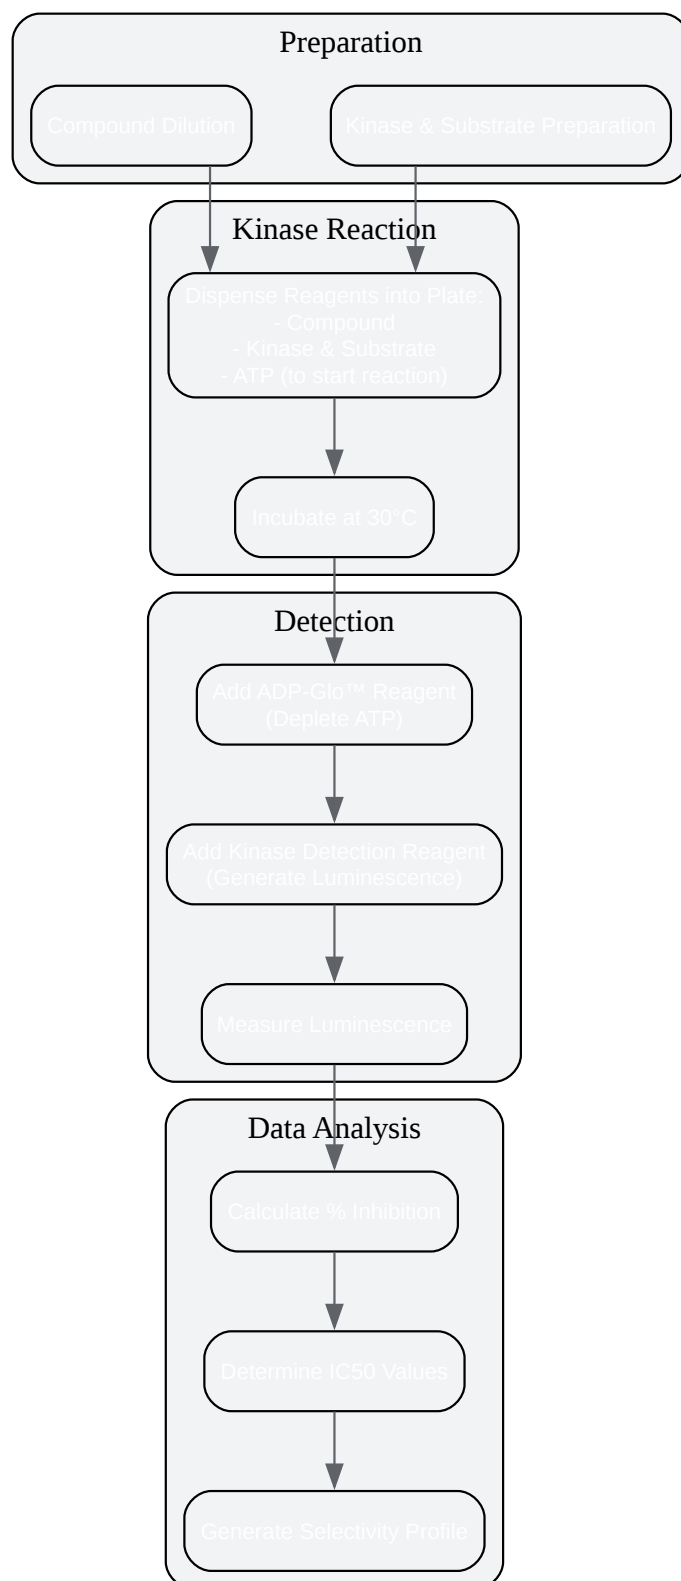 Preparation
Compound Dilution
Kinase & Substrate Preparation
Kinase Reaction
Dispense Reagents into Plate:
- Compound
- Kinase & Substrate
- ATP (to start reaction)
Incubate at 30°C
Detection
Add ADP-Glo™ Reagent
(Deplete ATP)
Add Kinase Detection Reagent
(Generate Luminescence)
Measure Luminescence
Data Analysis
Calculate % Inhibition
Determine IC50 Values
Generate Selectivity Profile